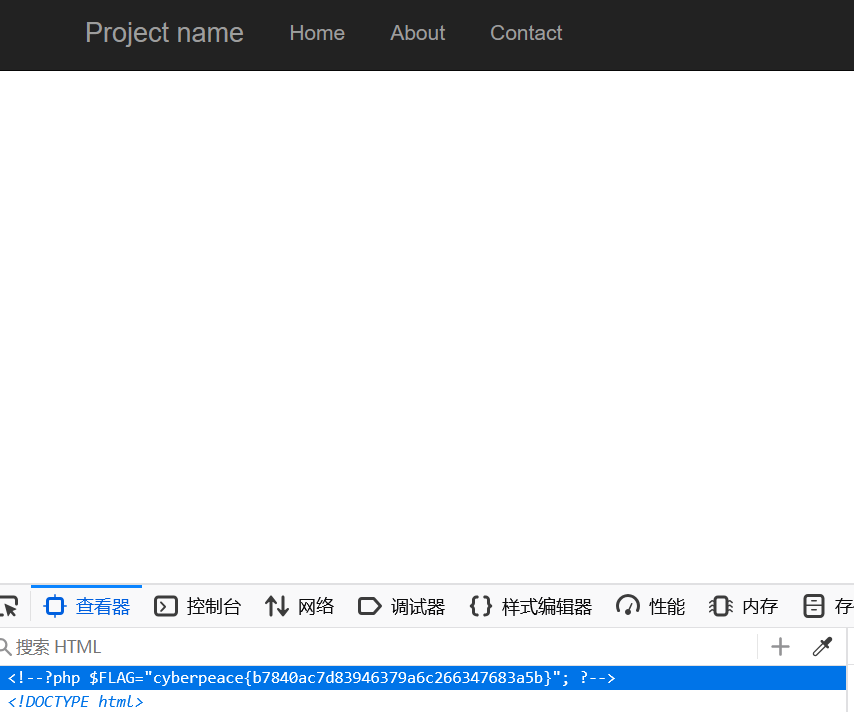 Project name Home About Contact
查看器 控制台 网络 调试器 样式编辑器 性能 内存 存
搜索 HTML
<!--?php $FLAG="cyberpeace{b7840ac7d83946379a6c266347683a5b}"; ?-->
<!DOCTYPE html>